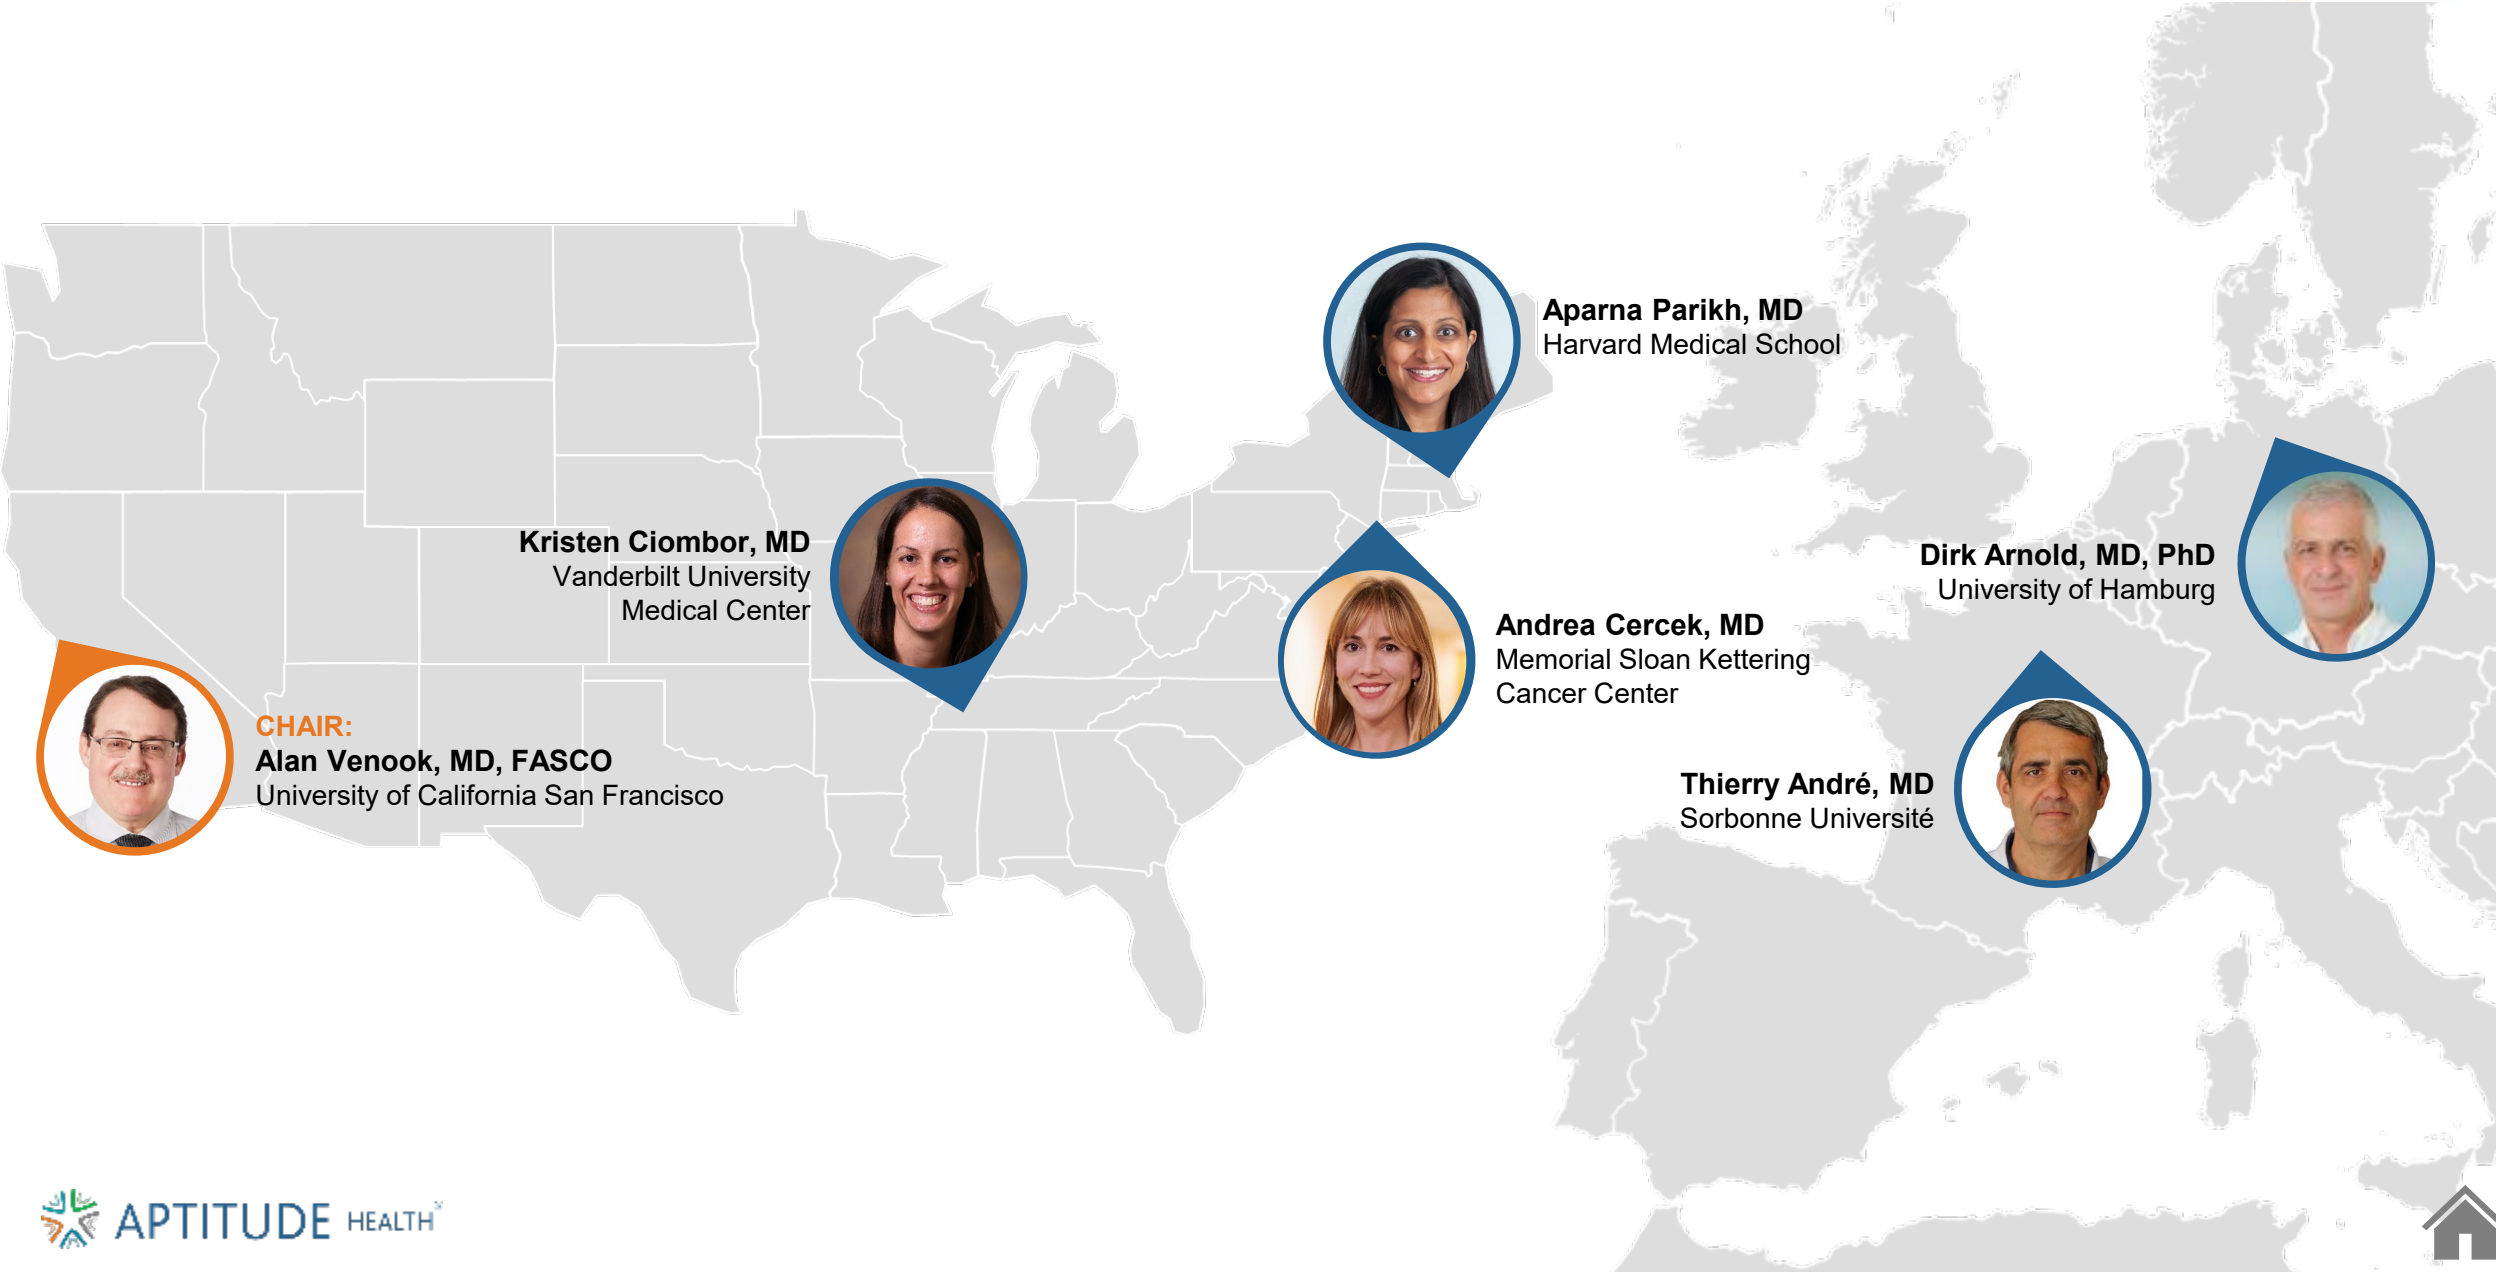 Aparna Parikh, MD
Harvard Medical School
Kristen Ciombor, MD
Vanderbilt University
Medical Center
Dirk Arnold, MD, PhD
University of Hamburg
Andrea Cercek, MD
Memorial Sloan Kettering
Cancer Center
CHAIR:
Alan Venook, MD, FASCO
University of California San Francisco
Thierry André, MD
Sorbonne Université
APTITUDE HEALTH